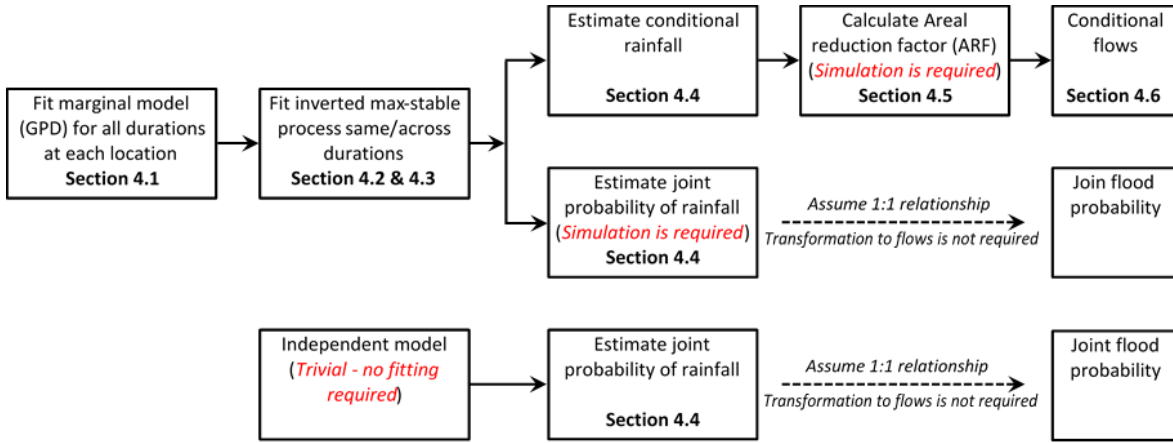 Estimate conditional
rainfall
Section 4.4
Calculate Areal
reduction factor (ARF)
(Simulation is required)
Section 4.5
Conditional
flows
Section 4.6
Fit marginal model
(GPD) for all durations
at each location
Section 4.1
Fit inverted max-stable
process same/across
durations
Section 4.2 & 4.3
Estimate joint
probability of rainfall
(Simulation is required)
Section 4.4
Assume 1:1 relationship
Transformation to flows is not required
Join flood
probability
Independent model
(Trivial - no fitting
required)
Estimate joint
probability of rainfall
Section 4.4
Assume 1:1 relationship
Transformation to flows is not required
Joint flood
probability